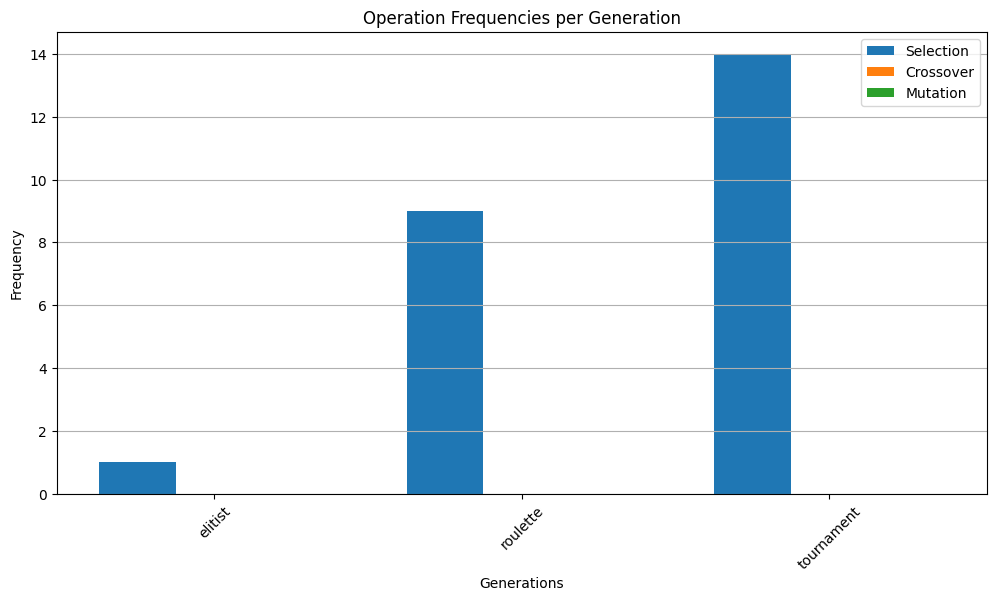 Operation Frequencies per Generation
Selection
Crossover
Mutation
Frequency
14
12
10
8
6
4
2
0
elitist
roulette
tournament
Generations